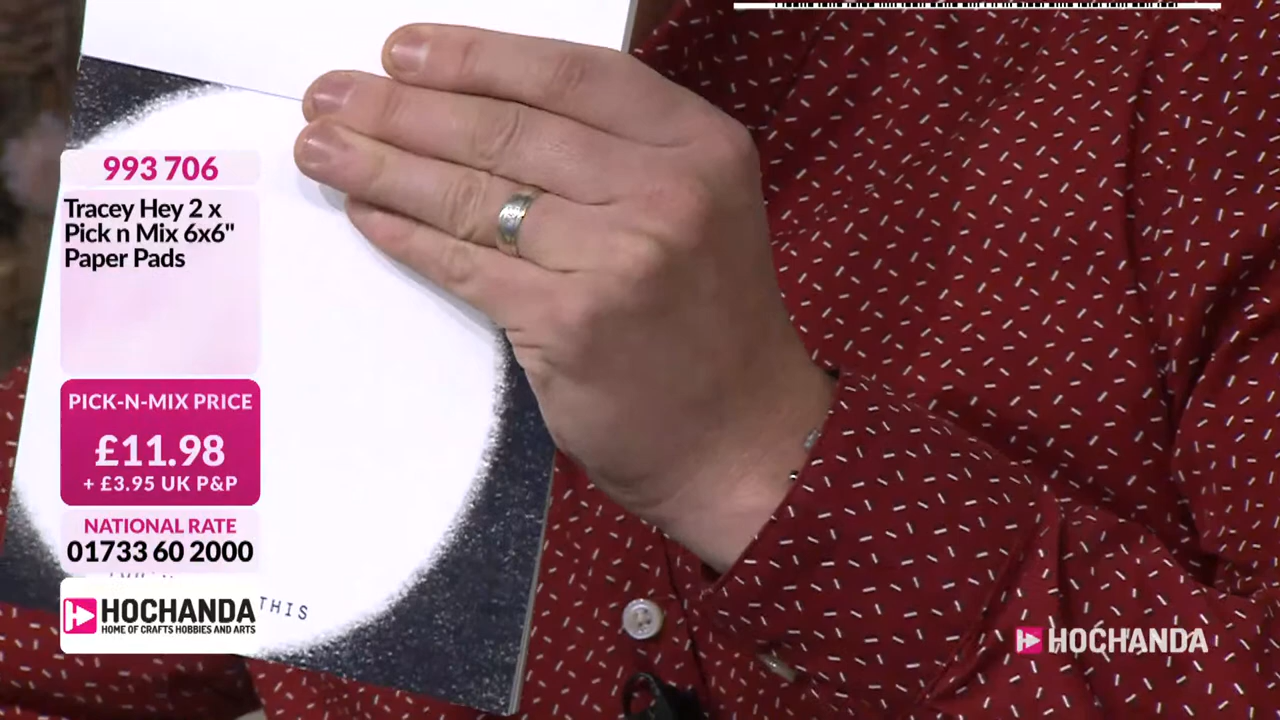 993 706
Tracey Hey 2 x
Pick n Mix 6x6"
Paper Pads
PICK-N-MIX PRICE
£11.98
+ £3.95 UK P&P
NATIONAL RATE
01733 60 2000
HOCHANDA
HOME OF CRAFTS HOBBIES AND ARTS
THIS
HOCHANDA